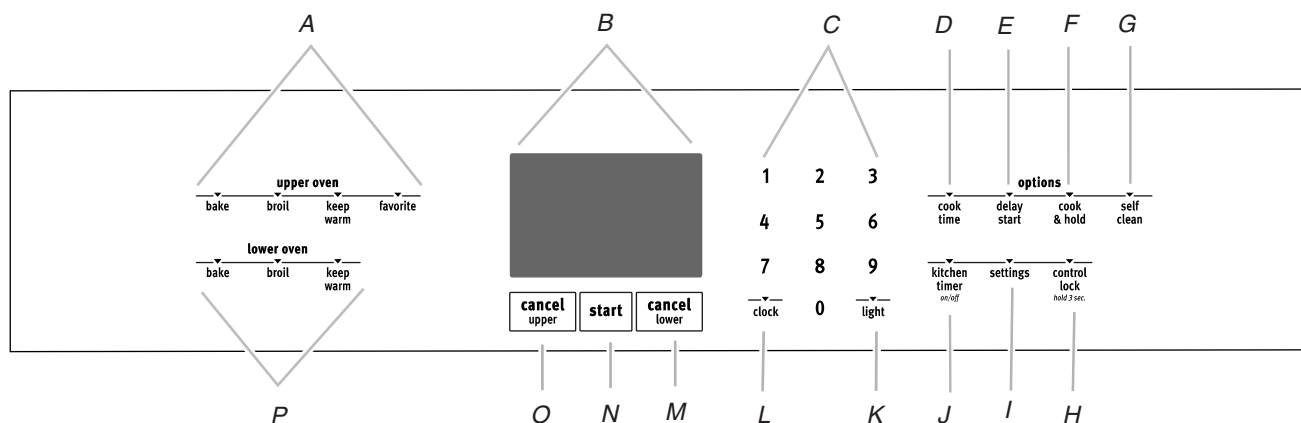 A B C D E F G
upper oven
bake broil keep warm favorite
lower oven
bake broil keep warm
cancel upper
start
cancel lower
1 2 3
4 5 6
7 8 9
clock 0 light
options
cook time
delay start
cook & hold
self clean
kitchen timer on/off
settings
control lock hold 3 sec.
P O N M L K J I H